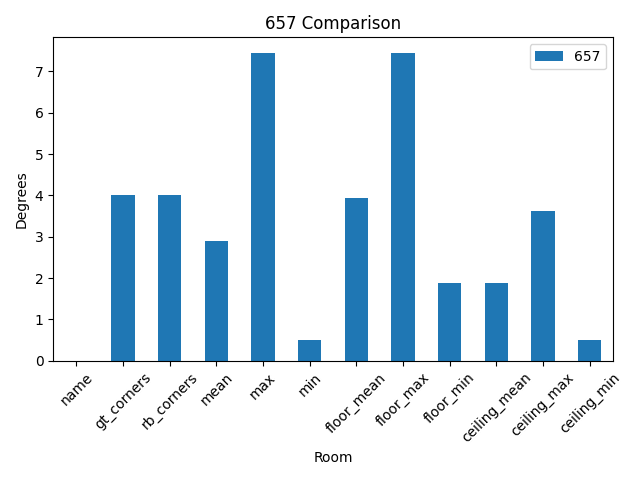 657 Comparison
657
Degrees
7
6
5
4
3
2
1
0
name
gt_corners
rb_corners
mean
max
min
floor_mean
floor_max
floor_min
ceiling_mean
ceiling_max
ceiling_min
Room